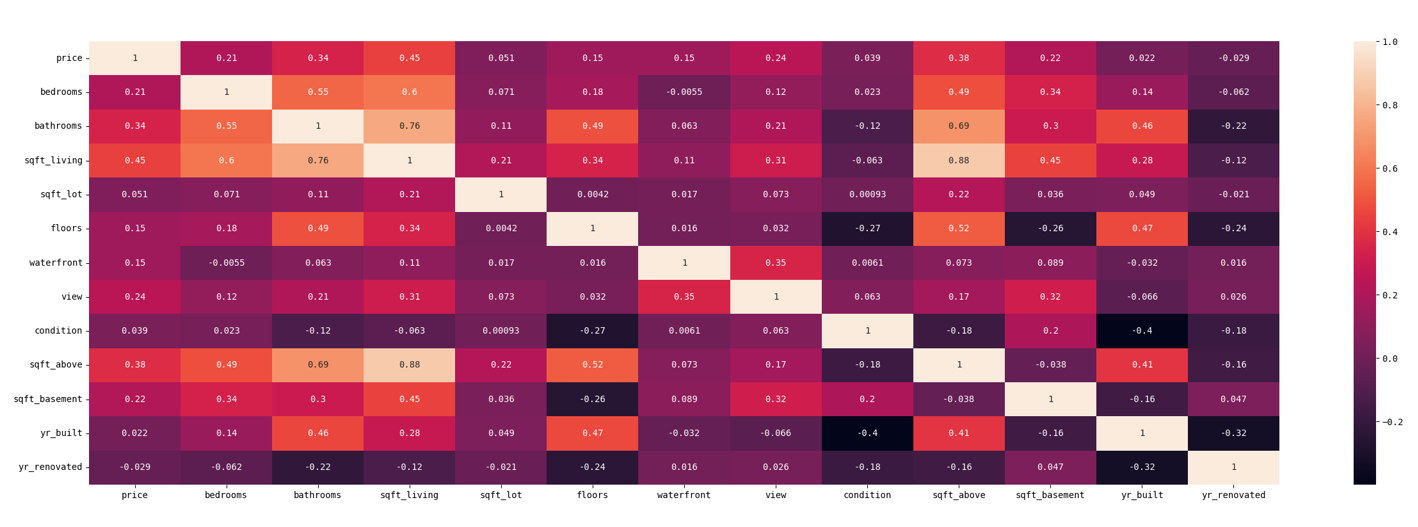 price 1 0.21 0.34 0.45 0.051 0.15 0.15 0.24 0.039 0.38 0.22 0.022 -0.029
bedrooms 0.21 1 0.55 0.6 0.071 0.18 -0.0055 0.12 0.023 0.49 0.34 0.14 -0.062
bathrooms 0.34 0.55 1 0.76 0.11 0.49 0.063 0.21 -0.12 0.69 0.3 0.46 -0.22
sqft_living 0.45 0.6 0.76 1 0.21 0.34 0.11 0.31 -0.063 0.88 0.45 0.28 -0.12
sqft_lot 0.051 0.071 0.11 0.21 1 0.0042 0.017 0.073 0.00093 0.22 0.036 0.049 -0.021
floors 0.15 0.18 0.49 0.34 0.0042 1 0.016 0.032 -0.27 0.52 -0.26 0.47 -0.24
waterfront 0.15 -0.0055 0.063 0.11 0.017 0.016 1 0.35 0.0061 0.073 0.089 -0.032 0.016
view 0.24 0.12 0.21 0.31 0.073 0.032 0.35 1 0.063 0.17 0.32 -0.066 0.026
condition 0.039 0.023 -0.12 -0.063 0.00093 -0.27 0.0061 0.063 1 -0.18 0.2 -0.4 -0.18
sqft_above 0.38 0.49 0.69 0.88 0.22 0.52 0.073 0.17 -0.18 1 -0.038 0.41 -0.16
sqft_basement 0.22 0.34 0.3 0.45 0.036 -0.26 0.089 0.32 0.2 -0.038 1 -0.16 0.047
yr_built 0.022 0.14 0.46 0.28 0.049 0.47 -0.032 -0.066 -0.4 0.41 -0.16 1 -0.32
yr_renovated -0.029 -0.062 -0.22 -0.12 -0.021 -0.24 0.016 0.026 -0.18 -0.16 0.047 -0.32 1
price bedrooms bathrooms sqft_living sqft_lot floors waterfront view condition sqft_above sqft_basement yr_built yr_renovated
1.0
0.8
0.6
0.4
0.2
0.0
−0.2